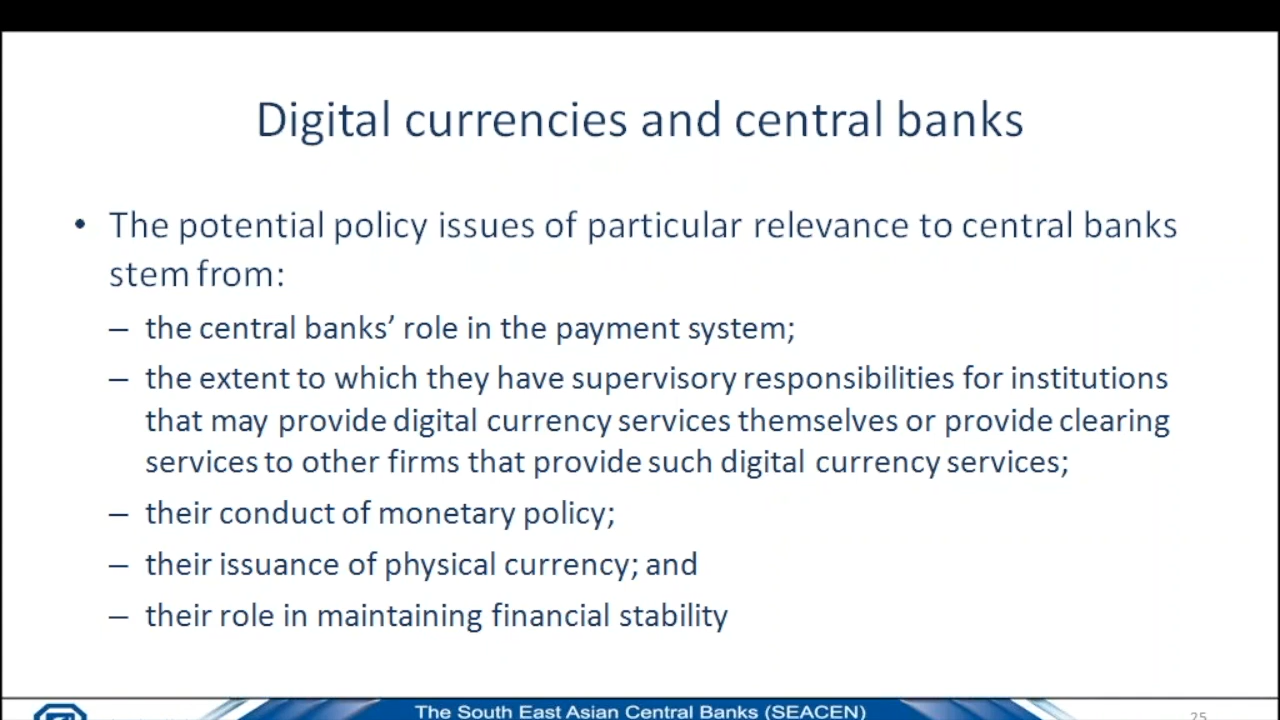 Digital currencies and central banks
• The potential policy issues of particular relevance to central banks
stem from:
– the central banks’ role in the payment system;
– the extent to which they have supervisory responsibilities for institutions
that may provide digital currency services themselves or provide clearing
services to other firms that provide such digital currency services;
– their conduct of monetary policy;
– their issuance of physical currency; and
– their role in maintaining financial stability
The South East Asian Central Banks (SEACEN)
25